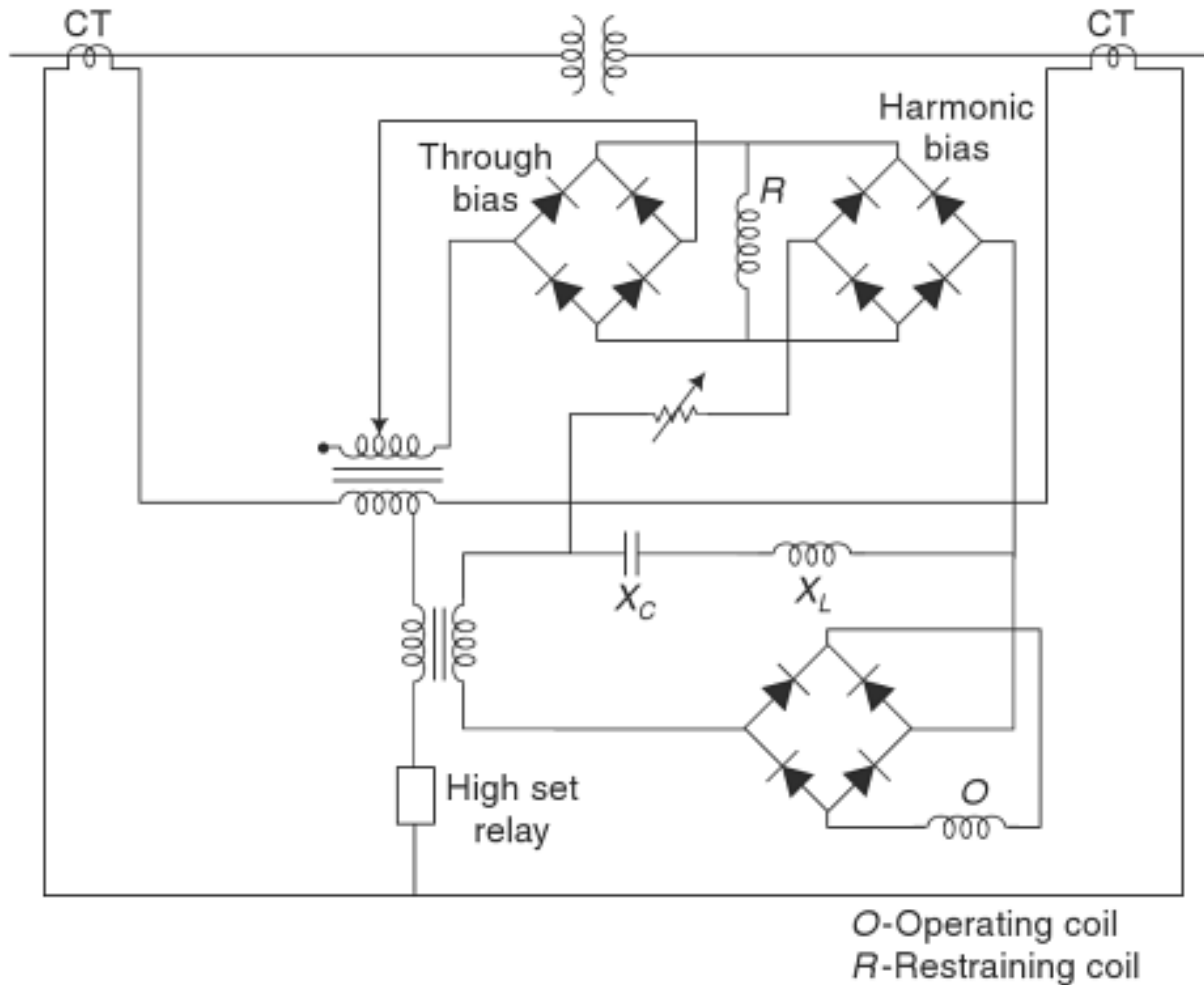 CT
CT
Harmonic
bias
Through
bias
R
X_C
X_L
High set
relay
O
O-Operating coil
R-Restraining coil